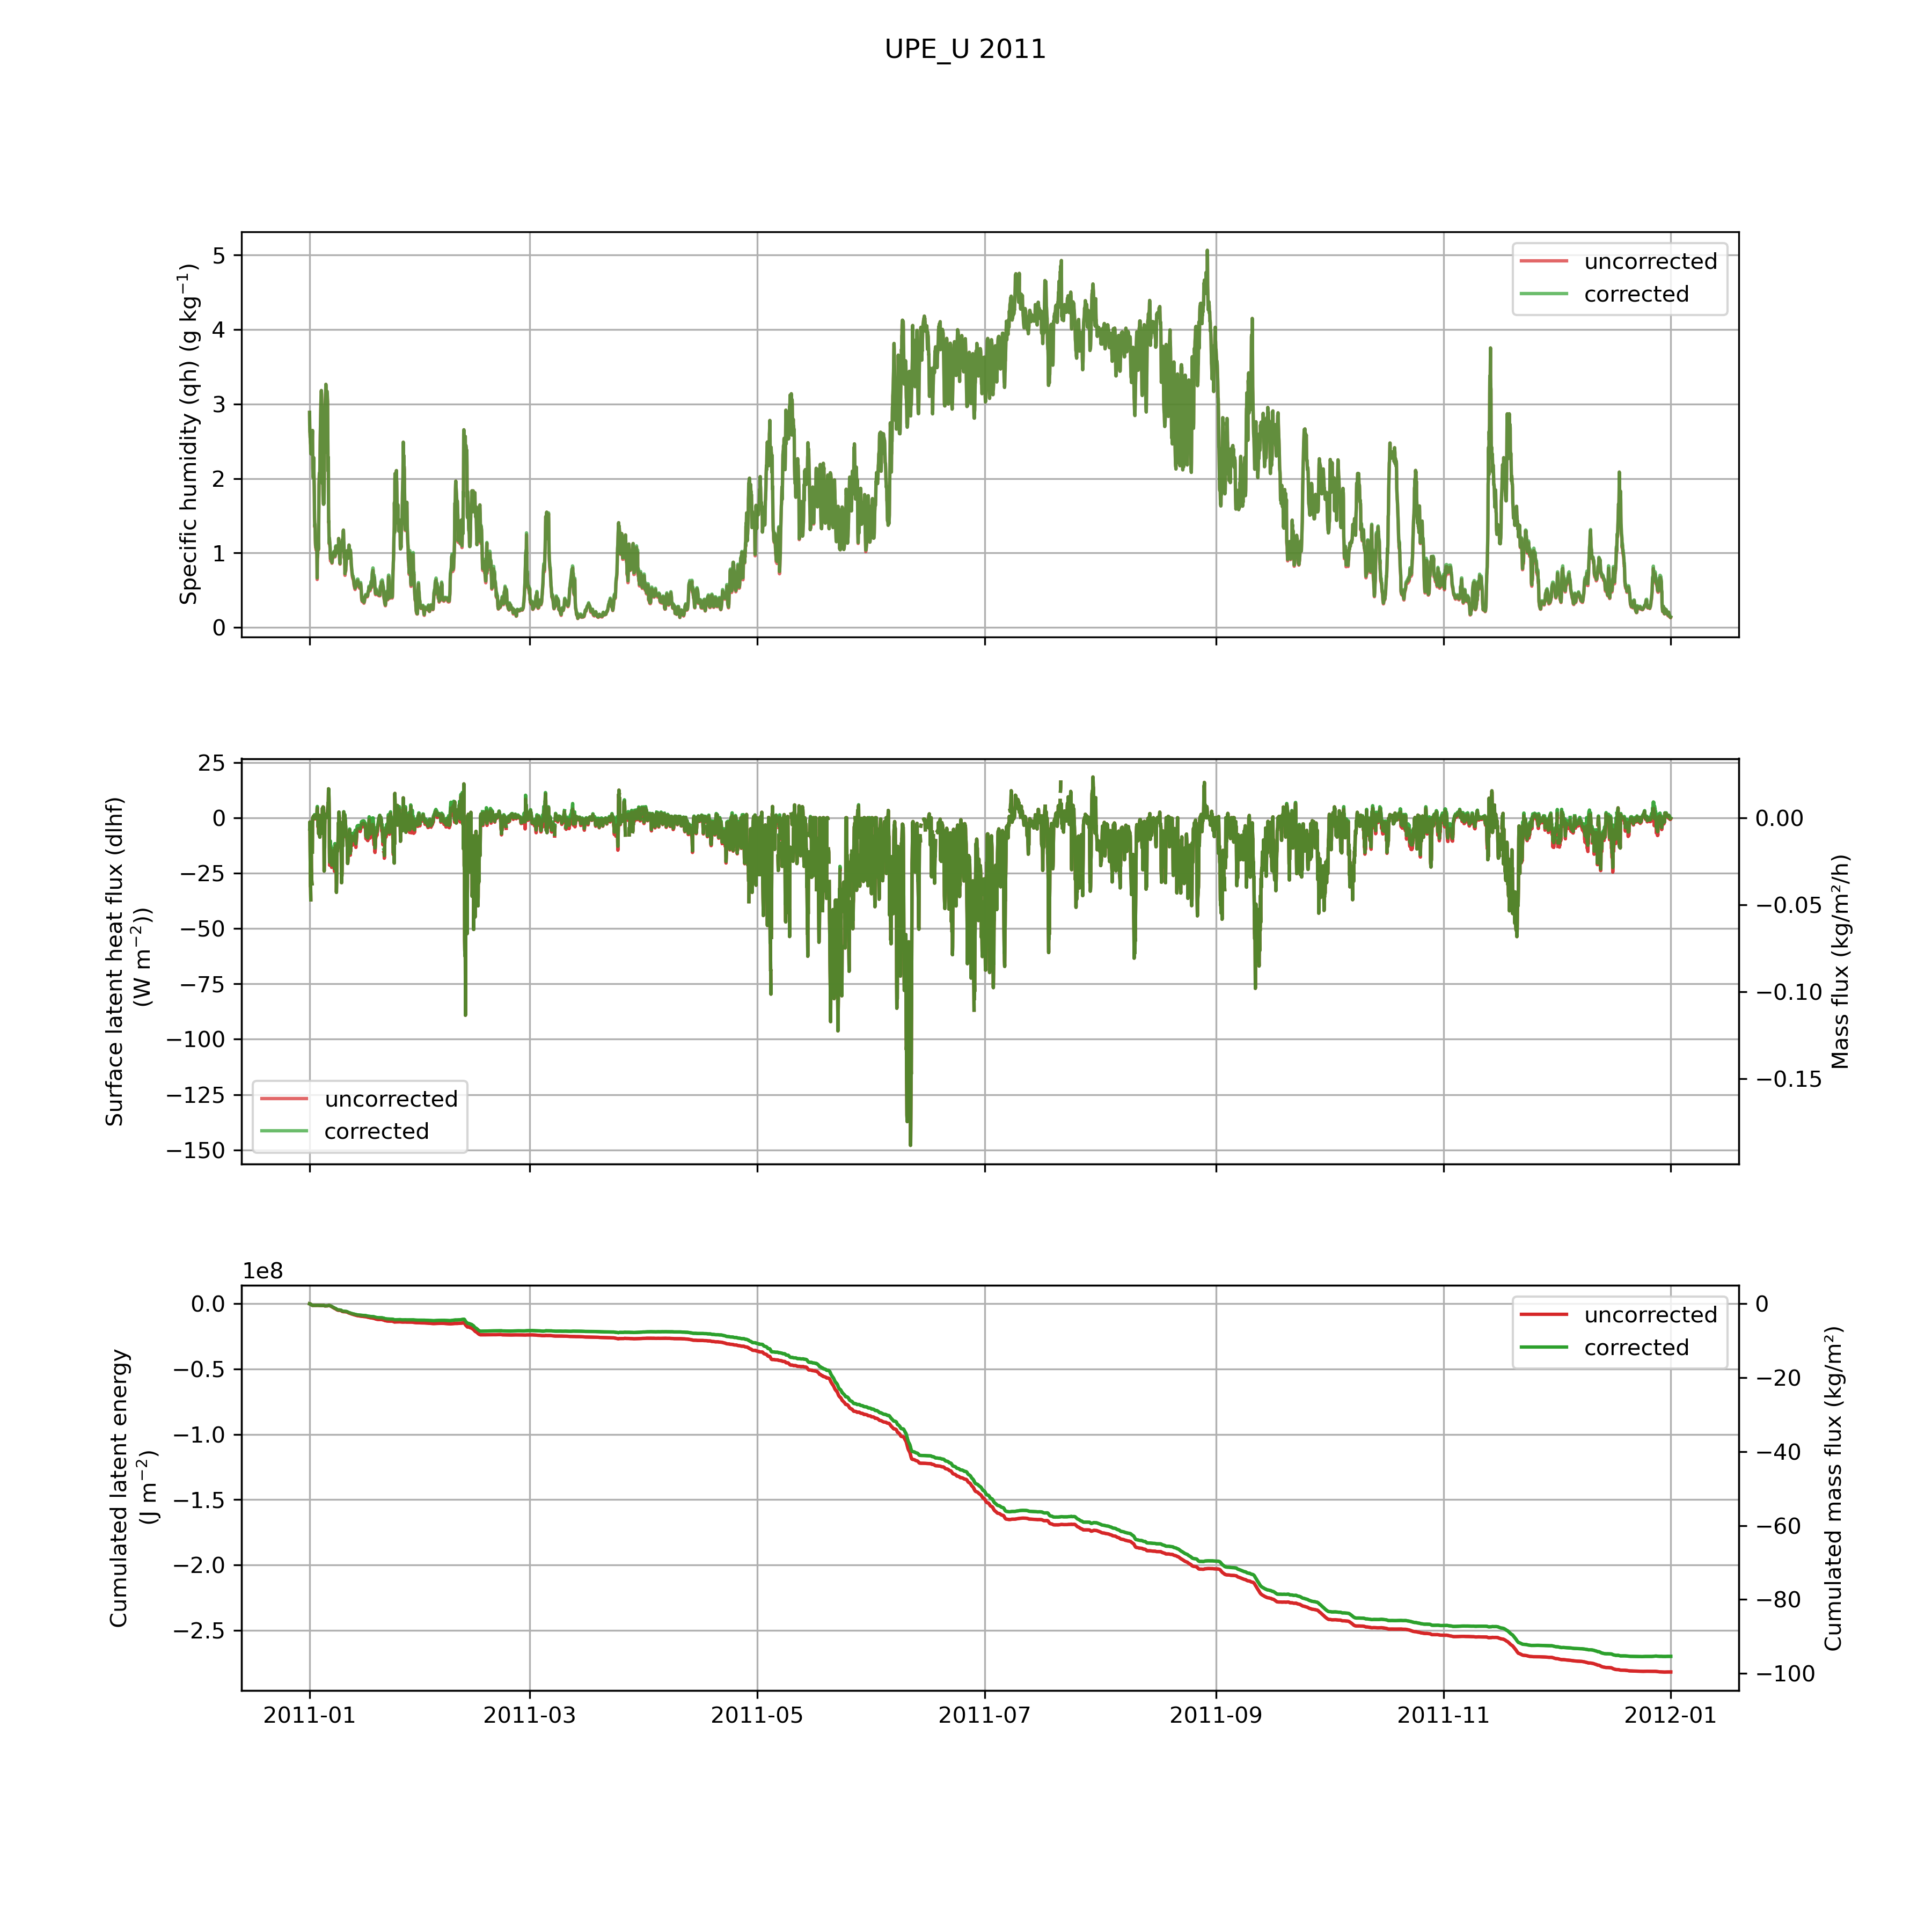 UPE_U 2011
Specific humidity (qh) (g kg⁻¹)
5
4
3
2
1
0
uncorrected
corrected
Surface latent heat flux (dlhf)
(W m⁻²))
25
0
−25
−50
−75
−100
−125
−150
uncorrected
corrected
0.00
−0.05
−0.10
−0.15
Mass flux (kg/m²/h)
1e8
Cumulated latent energy
(J m⁻²)
0.0
−0.5
−1.0
−1.5
−2.0
−2.5
uncorrected
corrected
0
−20
−40
−60
−80
−100
Cumulated mass flux (kg/m²)
2011-01 2011-03 2011-05 2011-07 2011-09 2011-11 2012-01